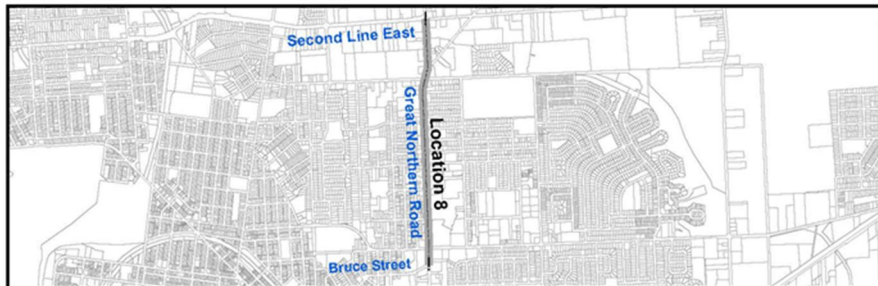 Second Line East
Great Northern Road
Location 8
Bruce Street